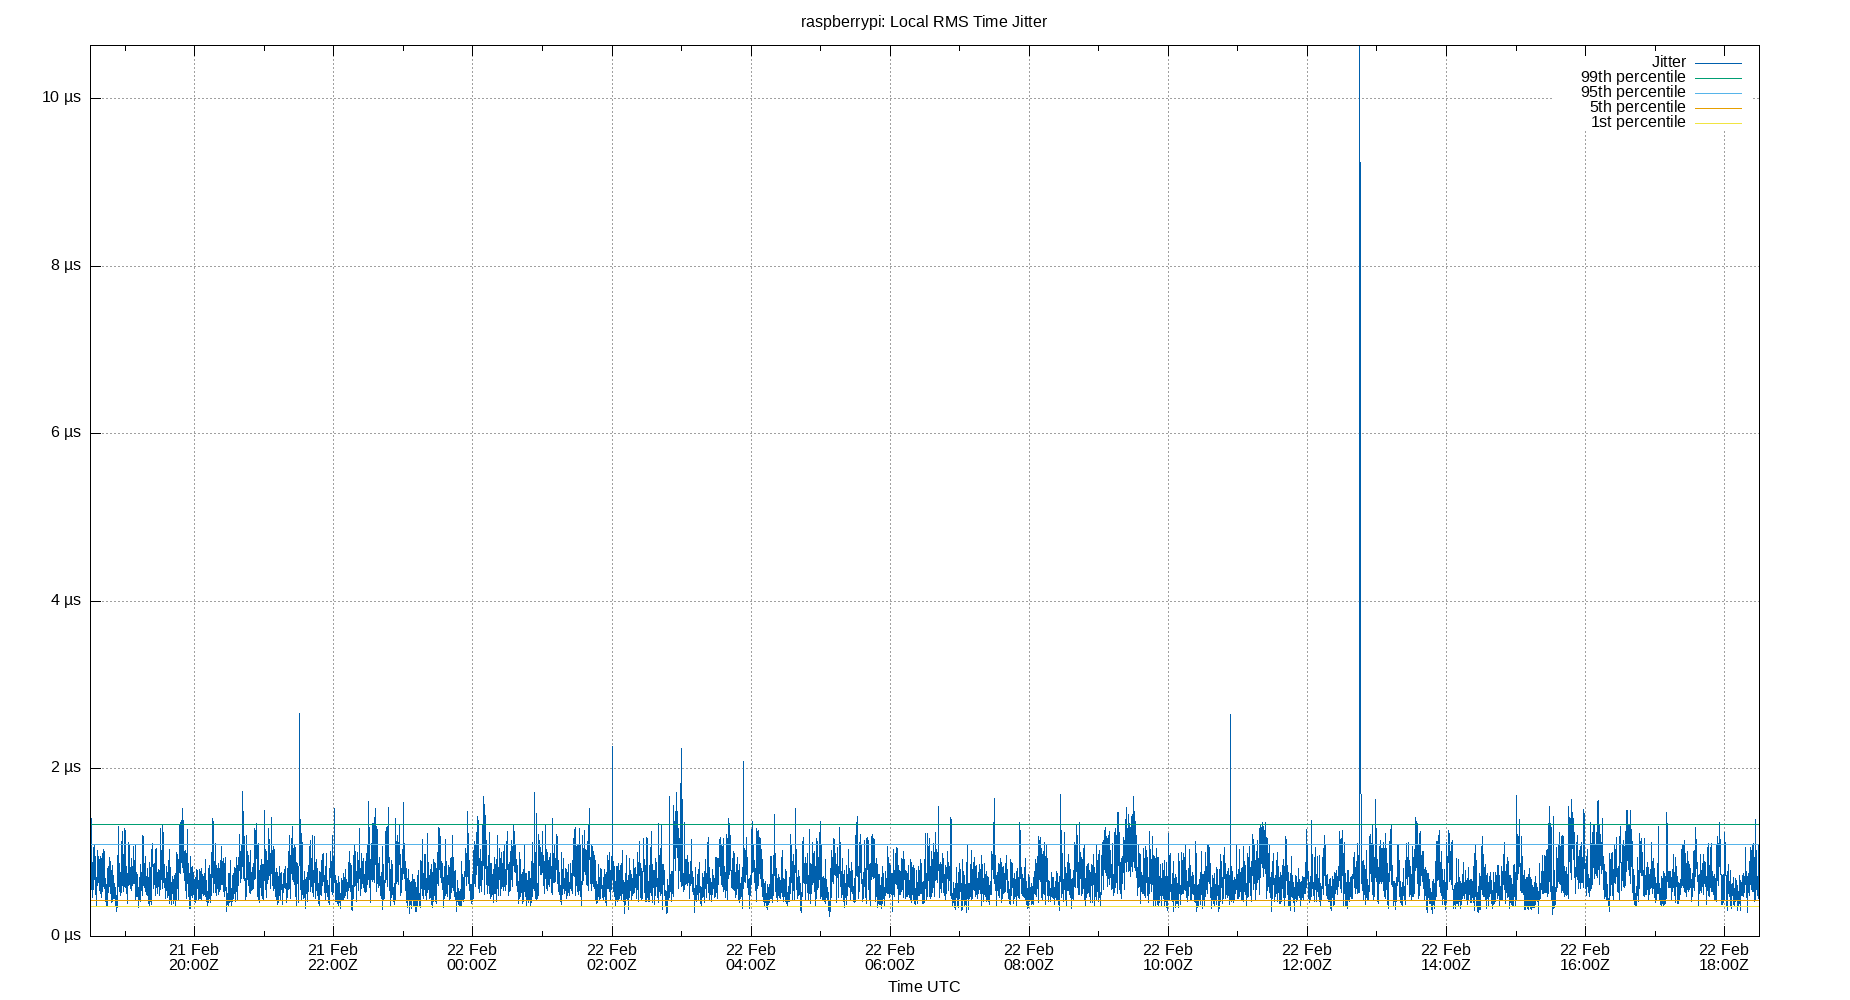 raspberrypi: Local RMS Time Jitter
Jitter
99th percentile
95th percentile
5th percentile
1st percentile
10 µs
8 µs
6 µs
4 µs
2 µs
0 µs
21 Feb 21 Feb 22 Feb 22 Feb 22 Feb 22 Feb 22 Feb 22 Feb 22 Feb 22 Feb 22 Feb 22 Feb
20:00Z 22:00Z 00:00Z 02:00Z 04:00Z 06:00Z 08:00Z 10:00Z 12:00Z 14:00Z 16:00Z 18:00Z
Time UTC